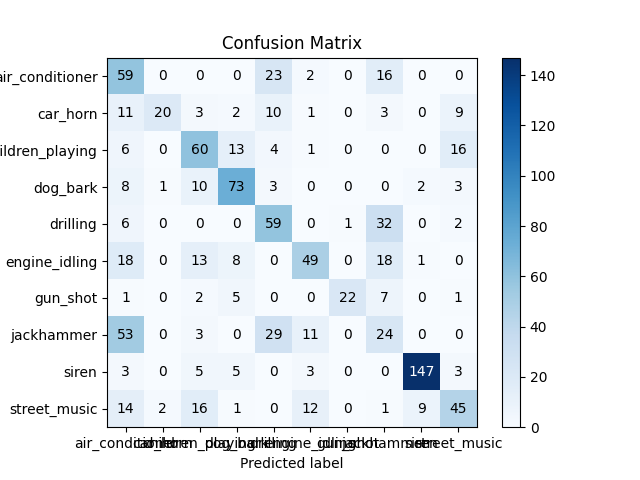 Confusion Matrix
air_conditioner 59 0 0 0 23 2 0 16 0 0
car_horn 11 20 3 2 10 1 0 3 0 9
ildren_playing 6 0 60 13 4 1 0 0 0 16
dog_bark 8 1 10 73 3 0 0 0 2 3
drilling 6 0 0 0 59 0 1 32 0 2
engine_idling 18 0 13 8 0 49 0 18 1 0
gun_shot 1 0 2 5 0 0 22 7 0 1
jackhammer 53 0 3 0 29 11 0 24 0 0
siren 3 0 5 5 0 3 0 0 147 3
street_music 14 2 16 1 0 12 0 1 9 45
street_music
Predicted label
140
120
100
80
60
40
20
0